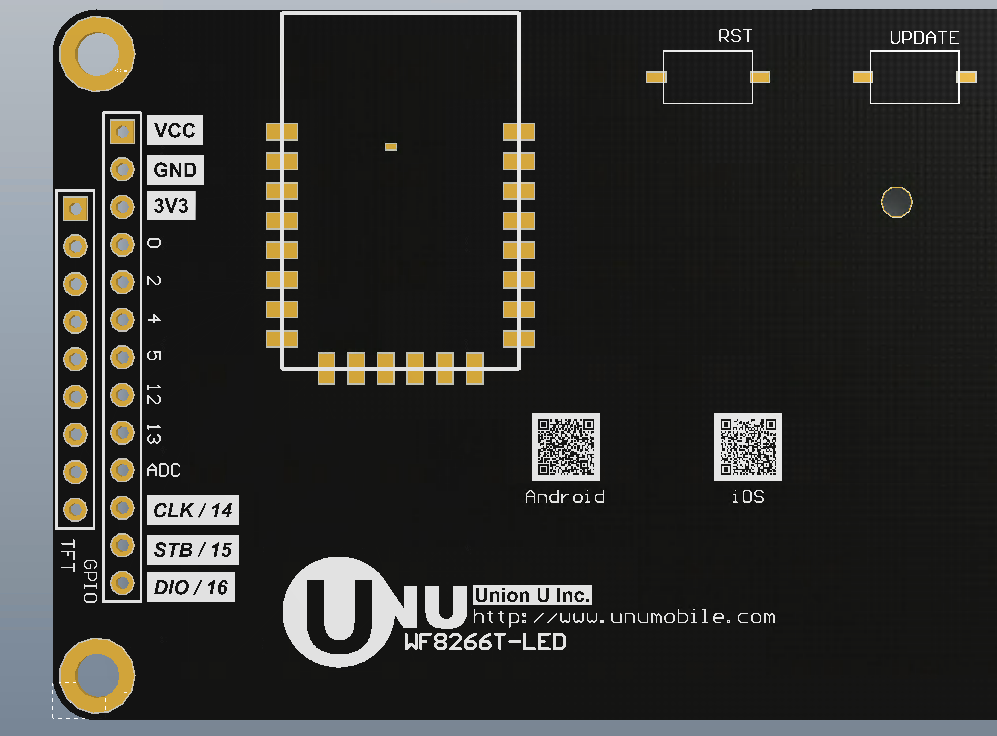 RST
UPDATE
VCC
GND
3V3
0
2
4
5
12
13
ADC
CLK / 14
STB / 15
DIO / 16
TFT
GPIO
Android
iOS
UNU
Union U Inc.
http://www.unumobile.com
WF8266T-LED